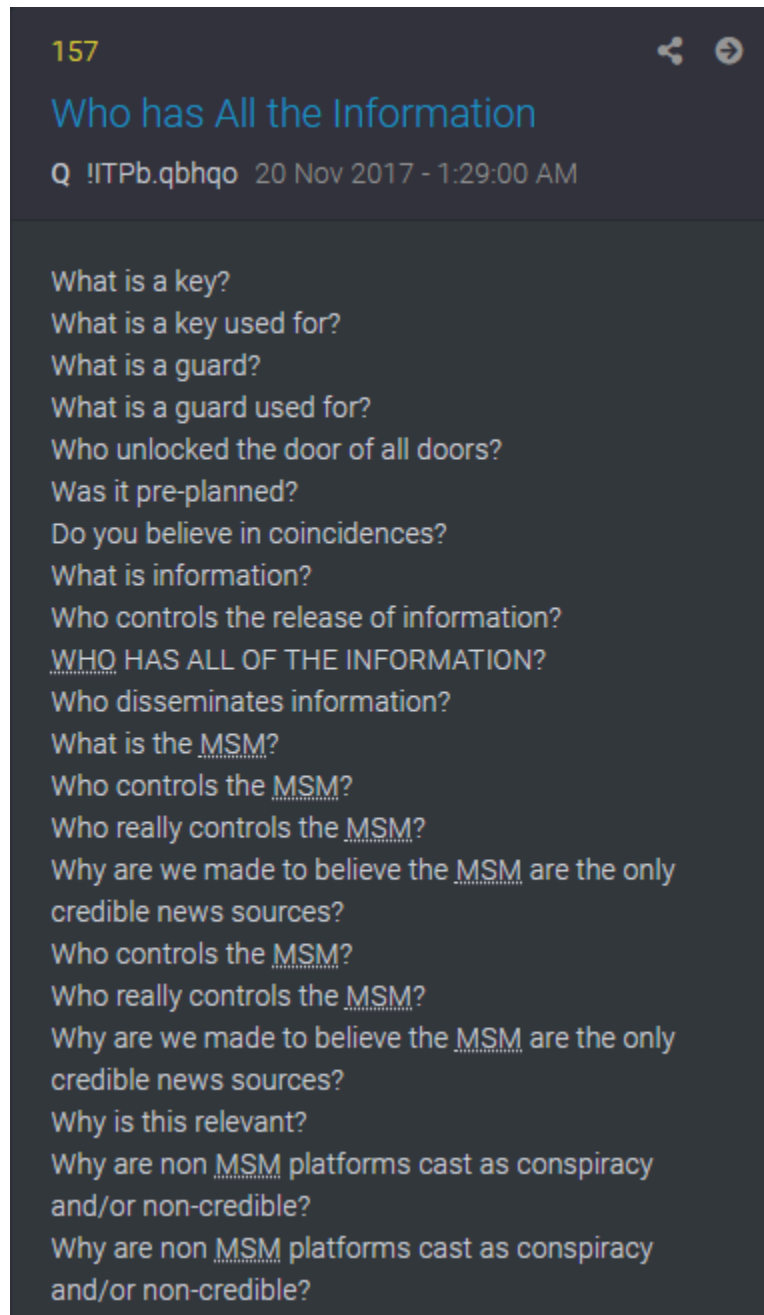 157
Who has All the Information
Q !ITPb.qbhqo 20 Nov 2017 - 1:29:00 AM
What is a key?
What is a key used for?
What is a guard?
What is a guard used for?
Who unlocked the door of all doors?
Was it pre-planned?
Do you believe in coincidences?
What is information?
Who controls the release of information?
WHO HAS ALL OF THE INFORMATION?
Who disseminates information?
What is the MSM?
Who controls the MSM?
Who really controls the MSM?
Why are we made to believe the MSM are the only
credible news sources?
Who controls the MSM?
Who really controls the MSM?
Why are we made to believe the MSM are the only
credible news sources?
Why is this relevant?
Why are non MSM platforms cast as conspiracy
and/or non-credible?
Why are non MSM platforms cast as conspiracy
and/or non-credible?